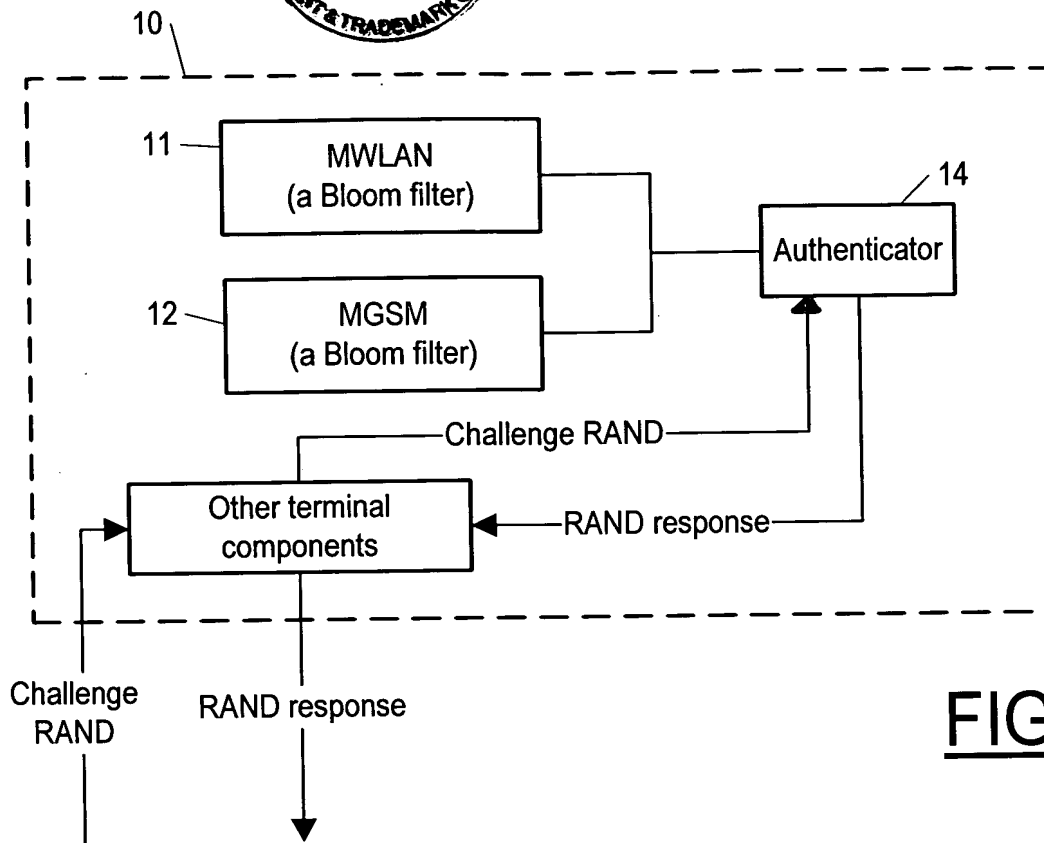 & TRADEMARK
10
11
MWLAN
(a Bloom filter)
14
Authenticator
12
MGSM
(a Bloom filter)
Challenge RAND
Other terminal
components
RAND response
Challenge
RAND
RAND response
FIG